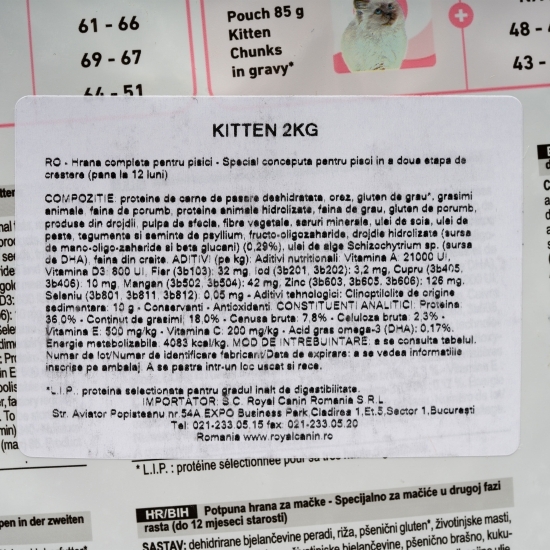 61 - 66
69 - 67
64 - 51
Pouch 85 g
Kitten
Chunks
in gravy*
48 -
43 -
KITTEN 2KG
RO - Hrana completa pentru pisici - Special conceputa pentru pisoi in a doua etapa de
crestere (pana la 12 luni)
COMPOZITIE: proteine de carne de pasare deshidratate, orez, gluten de grau*, grasimi
animale, faina de porumb, proteine animale hidrolizate, faina de grau, gluten de porumb,
produse din drojdii, pulpa de sfecla, fibre vegetale, saruri minerale, ulei de soia, ulei de
peste, tegumente si seminte de psyllium, fructo-oligozaharide, drojdie hidrolizate (sursa
de mano-oligo-zaharide si beta glucani) (0,29%), ulei de alge Schizochytrium sp. (sursa
de DHA), faina din craite. ADITIVI (pe kg): Aditivi nutritionali: Vitamina A: 21000 UI,
Vitamina D3: 800 UI, Fier (3b103): 32 mg, Iod (3b201, 3b202): 3,2 mg, Cupru (3b405,
3b406): 10 mg, Mangan (3b502, 3b504): 42 mg, Zinc (3b603, 3b605, 3b606): 126 mg,
Seleniu (3b801, 3b811, 3b812): 0,05 mg - Aditivi tehnologici: Clinoptilolite de origine
sedimentara: 10 g - Conservanti - Antioxidanti. CONSTITUENTI ANALITICI: Proteina
36.0% - Continut de grasimi: 18.0% - Cenusa bruta: 7,8% - Celuloza bruta: 2,3% -
Vitamina E: 500 mg/kg - Vitamina C: 200 mg/kg - Acid gras omega-3 (DHA): 0,17%.
Energie metabolizabila: 4083 kcal/kg. MOD DE INTREBUINTARE: a se consulta tabelul.
Numar de lot/Numar de identificare fabricant/Data de expirare: a se vedea informatiile
inscrise pe ambalaj. A se pastra intr-un loc uscat si rece.
*L.I.P.: proteina selectionata pentru gradul inalt de digestibilitate.
IMPORTATOR: S.C. Royal Canin Romania S.R.L
Str. Aviator Popisteanu nr.54A EXPO Business Park,Cladirea 1,Et.5,Sector 1,Bucuresti
Tel: 021-233.05.15 fax: 021-233.05.20
Romania www.royalcanin.ro
* L.I.P. : protéine sélectionnée pour sa
HR/BIH Potpuna hrana za mačke - Specijalno za mačiće u drugoj fazi
rasta (do 12 mjeseci starosti)
pen in der zweiten
SASTAV: dehidrirane bjelančevine peradi, riža, pšenični gluten*, životinjske masti,